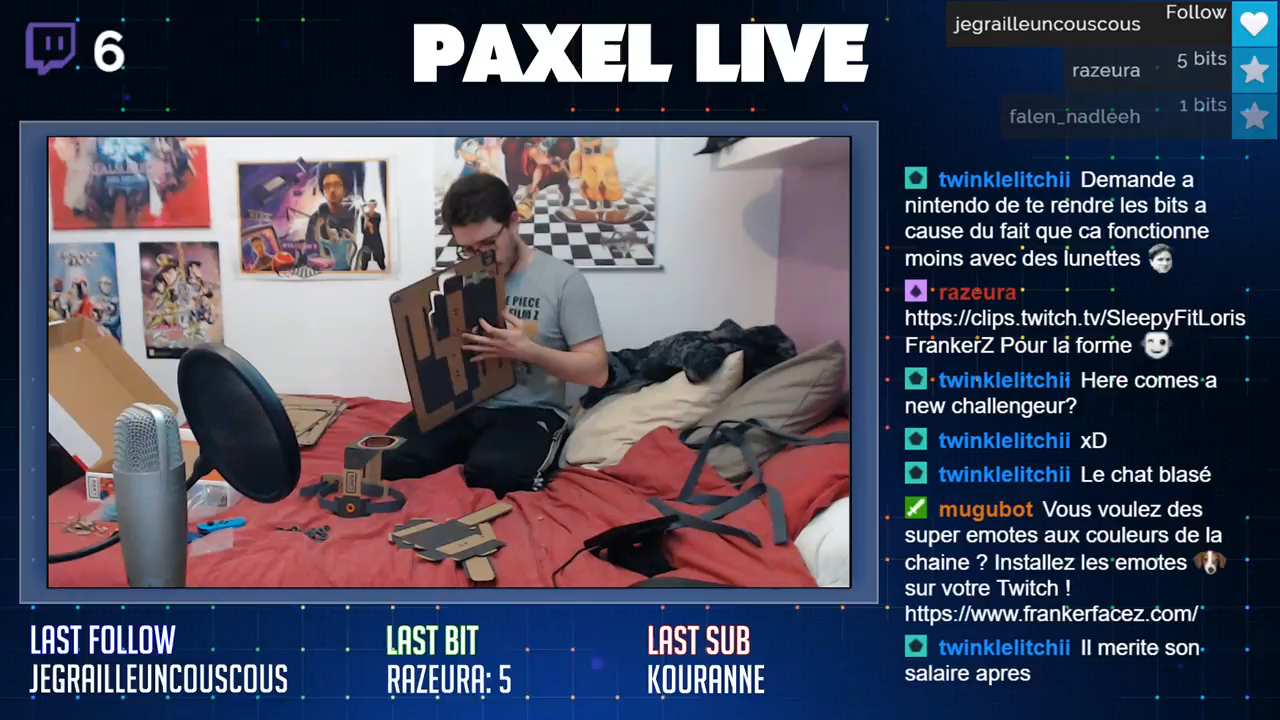 6
PAXEL LIVE
jegrailleuncouscous Follow
razeura 5 bits
falen_nadleeh 1 bits
PIECE
FILM Z
twinklelitchii Demande a
nintendo de te rendre les bits a
cause du fait que ca fonctionne
moins avec des lunettes
razeura
https://clips.twitch.tv/SleepyFitLoris
FrankerZ Pour la forme
twinklelitchii Here comes a
new challengeur?
twinklelitchii xD
twinklelitchii Le chat blasé
mugubot Vous voulez des
super emotes aux couleurs de la
chaine ? Installez les emotes
sur votre Twitch !
https://www.frankerfacez.com/
twinklelitchii Il merite son
salaire apres
LAST FOLLOW
JEGRAILLEUNCOUSCOUS
LAST BIT
RAZEURA: 5
LAST SUB
KOURANNE